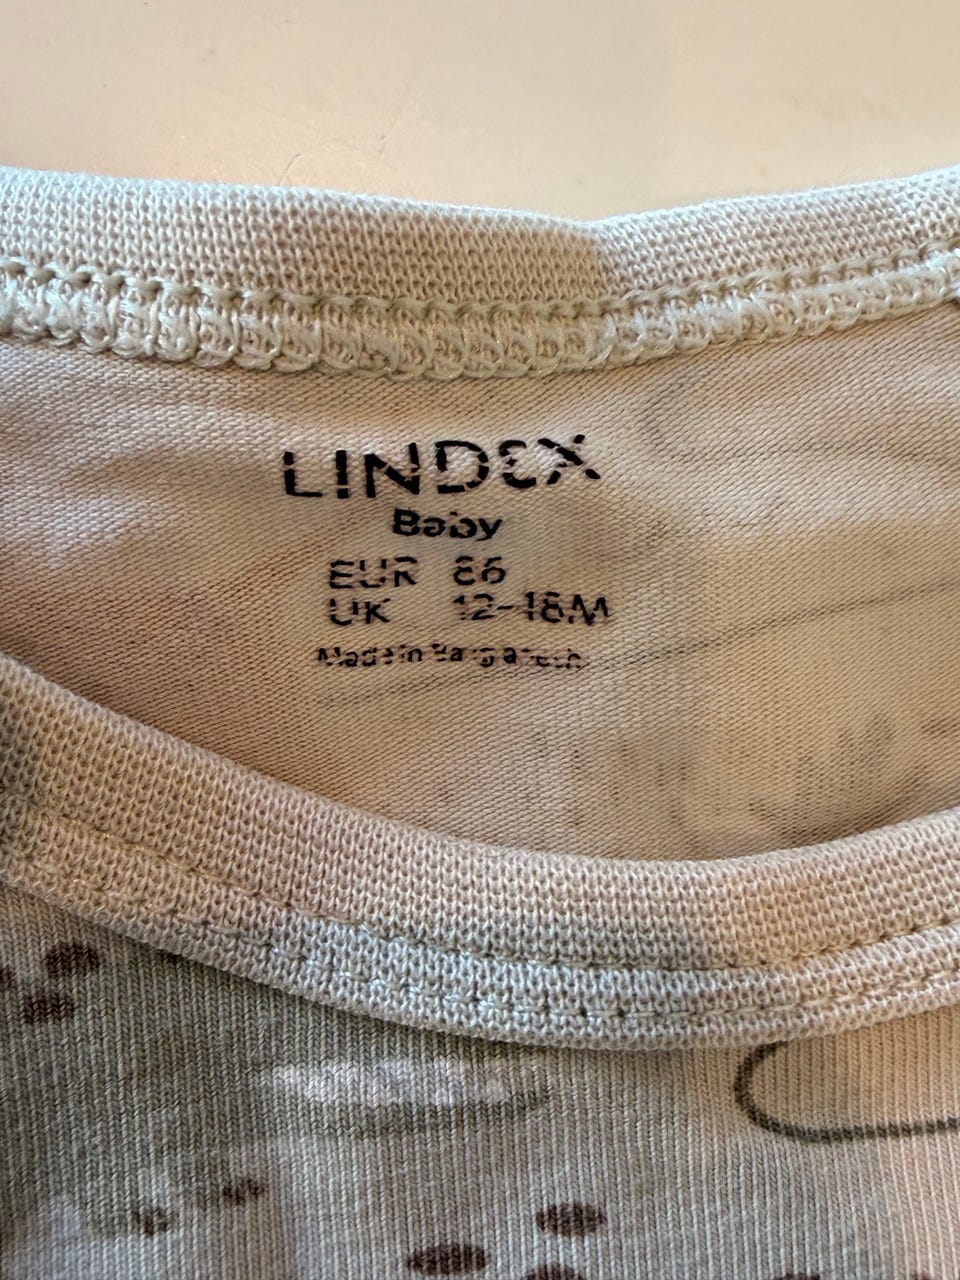 LINDEX
Baby
EUR 86
UK 12-18M
Made in Bangladesh